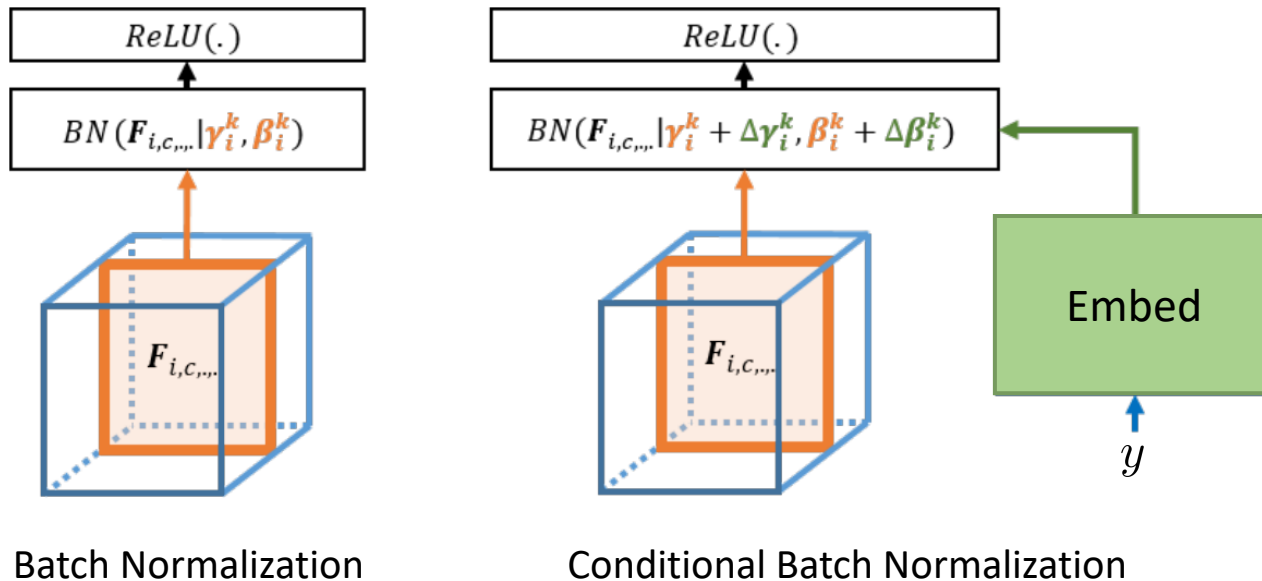 ReLU(.)
BN(F_{i,c,.,.}|γ_i^k, β_i^k)
F_{i,c,.,.}
Batch Normalization
ReLU(.)
BN(F_{i,c,.,.}|γ_i^k + Δγ_i^k, β_i^k + Δβ_i^k)
F_{i,c,.,.}
Embed
y
Conditional Batch Normalization